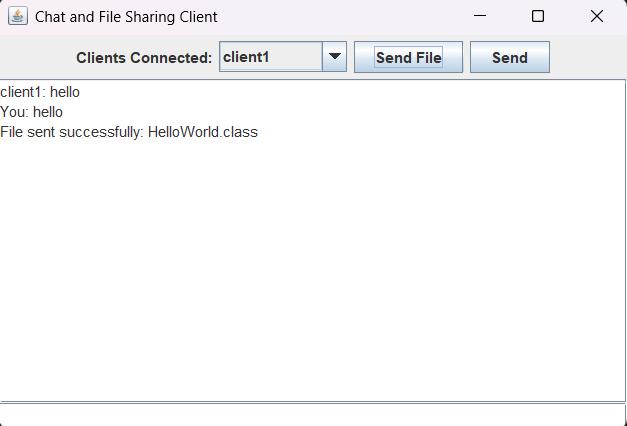 Chat and File Sharing Client
Clients Connected: client1 Send File Send
client1: hello
You: hello
File sent successfully: HelloWorld.class